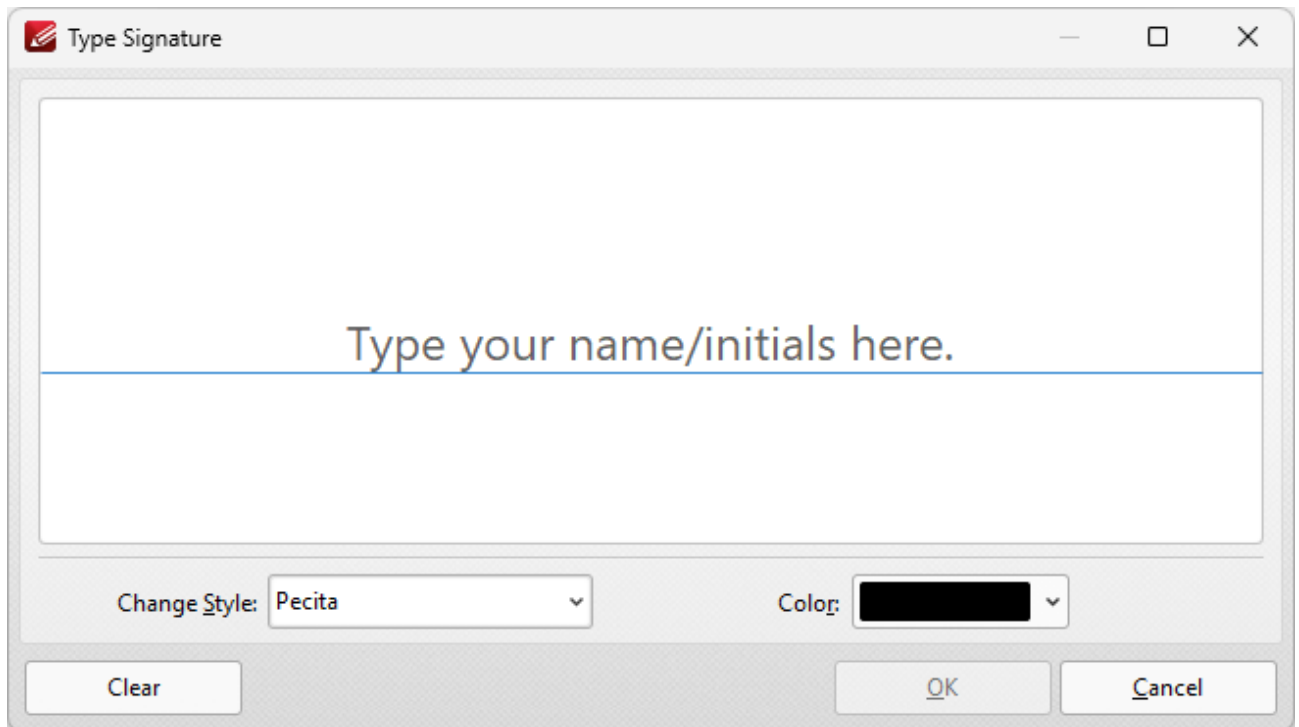 Type Signature
Type your name/initials here.
Change Style: Pecita Color:
Clear OK Cancel